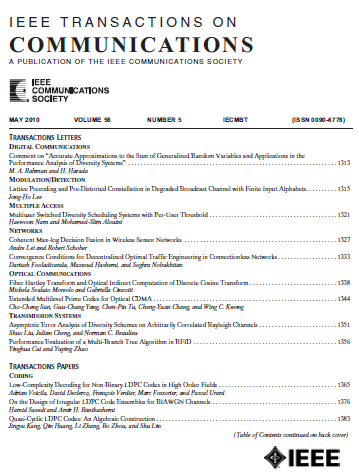 IEEE TRANSACTIONS ON
COMMUNICATIONS
A PUBLICATION OF THE IEEE COMMUNICATIONS SOCIETY
IEEE
COMMUNICATIONS
SOCIETY
MAY 2010 VOLUME 58 NUMBER 5 IECMBT (ISSN 0090-6778)
TRANSACTIONS LETTERS
DIGITAL COMMUNICATIONS
Comment on "Accurate Approximations to the Sum of Generalized Random Variables and Applications in the
Performance Analysis of Diversity Systems" 1313
M. A. Rahman and H. Harada
MODULATION/DETECTION
Lattice Precoding and Pre-Distorted Constellation in Degraded Broadcast Channel with Finite Input Alphabets 1315
Jong-Ho Lee
MULTIPLE ACCESS
Multiuser Switched Diversity Scheduling Systems with Per-User Threshold 1321
Haewoon Nam and Mohamed-Slim Alouini
NETWORKS
Coherent Max-log Decision Fusion in Wireless Sensor Networks 1327
Andre Lei and Robert Schober
Convergence Conditions for Decentralized Optimal Traffic Engineering in Connectionless Networks 1333
Dariush Fooladivanda, Massoud Hashemi, and Soghra Nobakhtian
OPTICAL COMMUNICATIONS
Fiber Hartley Transform and Optical Indirect Computation of Discrete Cosine Transform 1338
Michela Svaluto Moreolo and Gabriella Cincotti
Extended Multilevel Prime Codes for Optical CDMA 1344
Cho-Cheng Sun, Guu-Chang Yang, Chen-Pin Tu, Cheng-Yuan Chang, and Wing C. Kwong
TRANSMISSION SYSTEMS
Asymptotic Error Analysis of Diversity Schemes on Arbitrarily Correlated Rayleigh Channels 1351
Shuo Liu, Julian Cheng, and Norman C. Beaulieu
Performance Evaluation of a Multi-Branch Tree Algorithm in RFID 1356
Yinghua Cui and Yuping Zhao
TRANSACTIONS PAPERS
CODING
Low-Complexity Decoding for Non-Binary LDPC Codes in High Order Fields 1365
Adrian Voicila, David Declercq, François Verdier, Marc Fossorier, and Pascal Urard
On the Design of Irregular LDPC Code Ensembles for BIAWGN Channels 1376
Hamid Saeedi and Amir H. Banihashemi
Quasi-Cyclic LDPC Codes: An Algebraic Construction 1383
Jingyu Kang, Qin Huang, Li Zhang, Bo Zhou, and Shu Lin
(Table of Contents continued on back cover)
IEEE